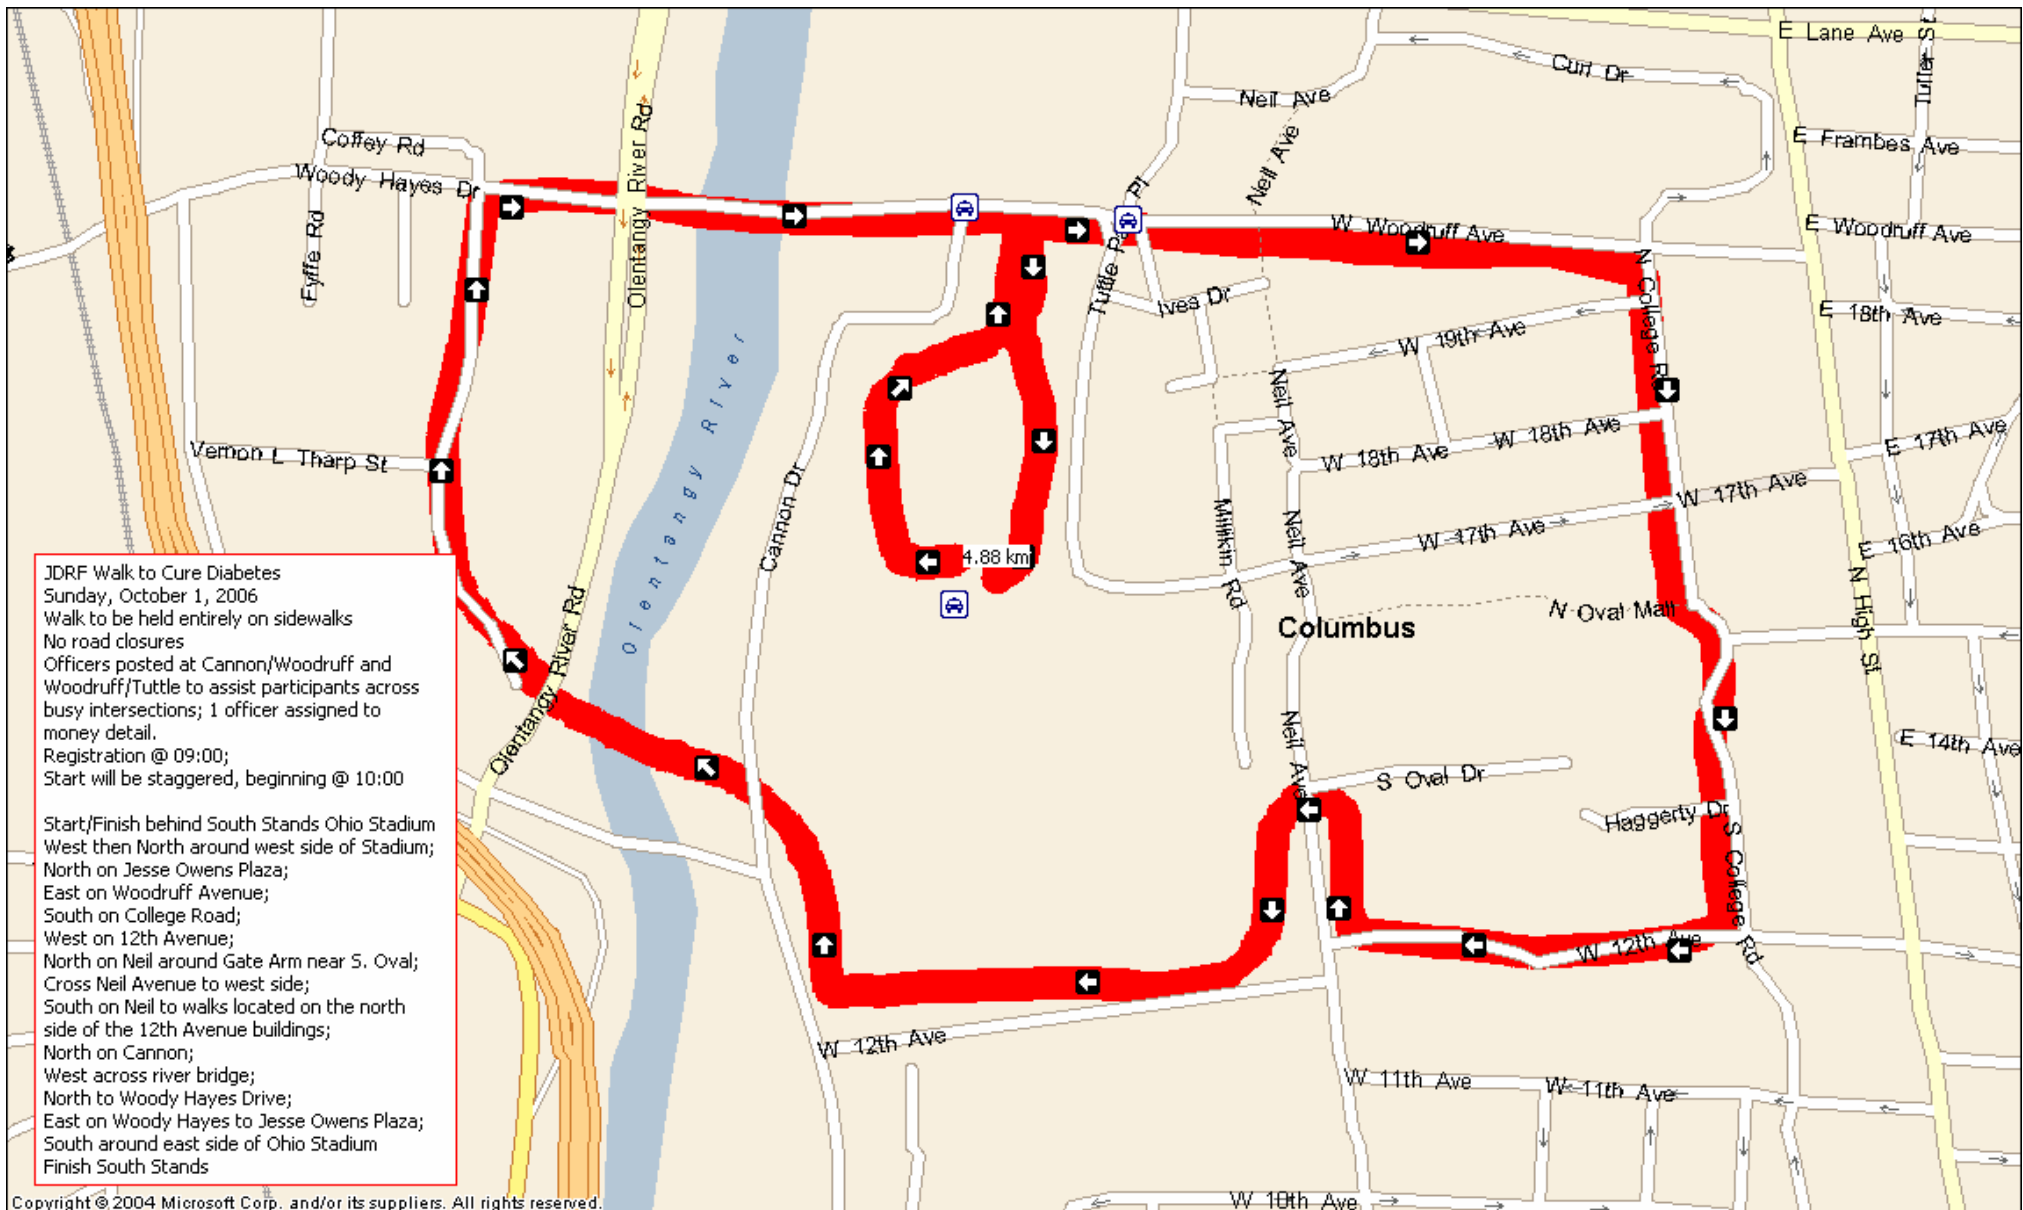 E Lane Ave
Tuller St
Curl Dr
Neil Ave
Neil Ave
Coffey Rd
E Frambes Ave
Woody Hayes Dr
Olentangy River Rd
Fyffe Rd
W Woodruff Ave
E Woodruff Ave
N College Rd
Ives Dr
E 18th Ave
W 19th Ave
Olentangy River
Neil Ave
W 18th Ave
W 18th Ave
E 17th Ave
Vernon L Tharp St
Cannon Dr
W 17th Ave
W 17th Ave
E 16th Ave
Millikin Rd
Neil Ave
4.88 km
N High St
N Oval Mall
Columbus
Olentangy River Rd
Neil Ave
E 14th Ave
S Oval Dr
Haggerty Dr
S College Rd
W 12th Ave
W 12th Ave
W 11th Ave
W 11th Ave
W 10th Ave
JDRF Walk to Cure Diabetes
Sunday, October 1, 2006
Walk to be held entirely on sidewalks
No road closures
Officers posted at Cannon/Woodruff and
Woodruff/Tuttle to assist participants across
busy intersections; 1 officer assigned to
money detail.
Registration @ 09:00;
Start will be staggered, beginning @ 10:00
Start/Finish behind South Stands Ohio Stadium
West then North around west side of Stadium;
North on Jesse Owens Plaza;
East on Woodruff Avenue;
South on College Road;
West on 12th Avenue;
North on Neil around Gate Arm near S. Oval;
Cross Neil Avenue to west side;
South on Neil to walks located on the north
side of the 12th Avenue buildings;
North on Cannon;
West across river bridge;
North to Woody Hayes Drive;
East on Woody Hayes to Jesse Owens Plaza;
South around east side of Ohio Stadium
Finish South Stands
Copyright © 2004 Microsoft Corp. and/or its suppliers. All rights reserved.